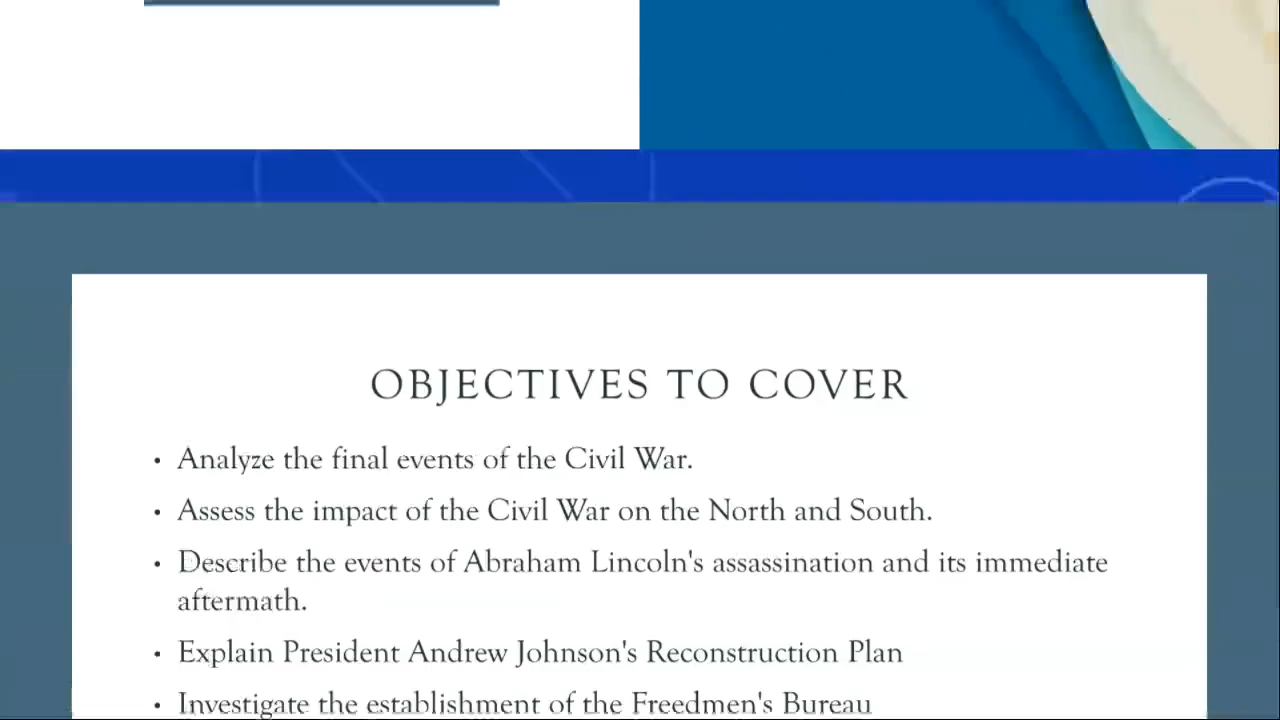 OBJECTIVES TO COVER
• Analyze the final events of the Civil War.
• Assess the impact of the Civil War on the North and South.
• Describe the events of Abraham Lincoln's assassination and its immediate
aftermath.
• Explain President Andrew Johnson's Reconstruction Plan
• Investigate the establishment of the Freedmen's Bureau